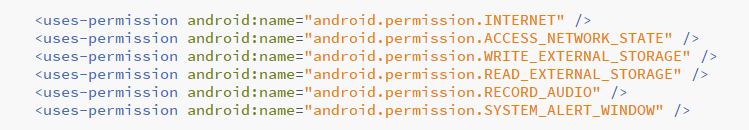 <uses-permission android:name="android.permission.INTERNET" />
<uses-permission android:name="android.permission.ACCESS_NETWORK_STATE" />
<uses-permission android:name="android.permission.WRITE_EXTERNAL_STORAGE" />
<uses-permission android:name="android.permission.READ_EXTERNAL_STORAGE" />
<uses-permission android:name="android.permission.RECORD_AUDIO" />
<uses-permission android:name="android.permission.SYSTEM_ALERT_WINDOW" />